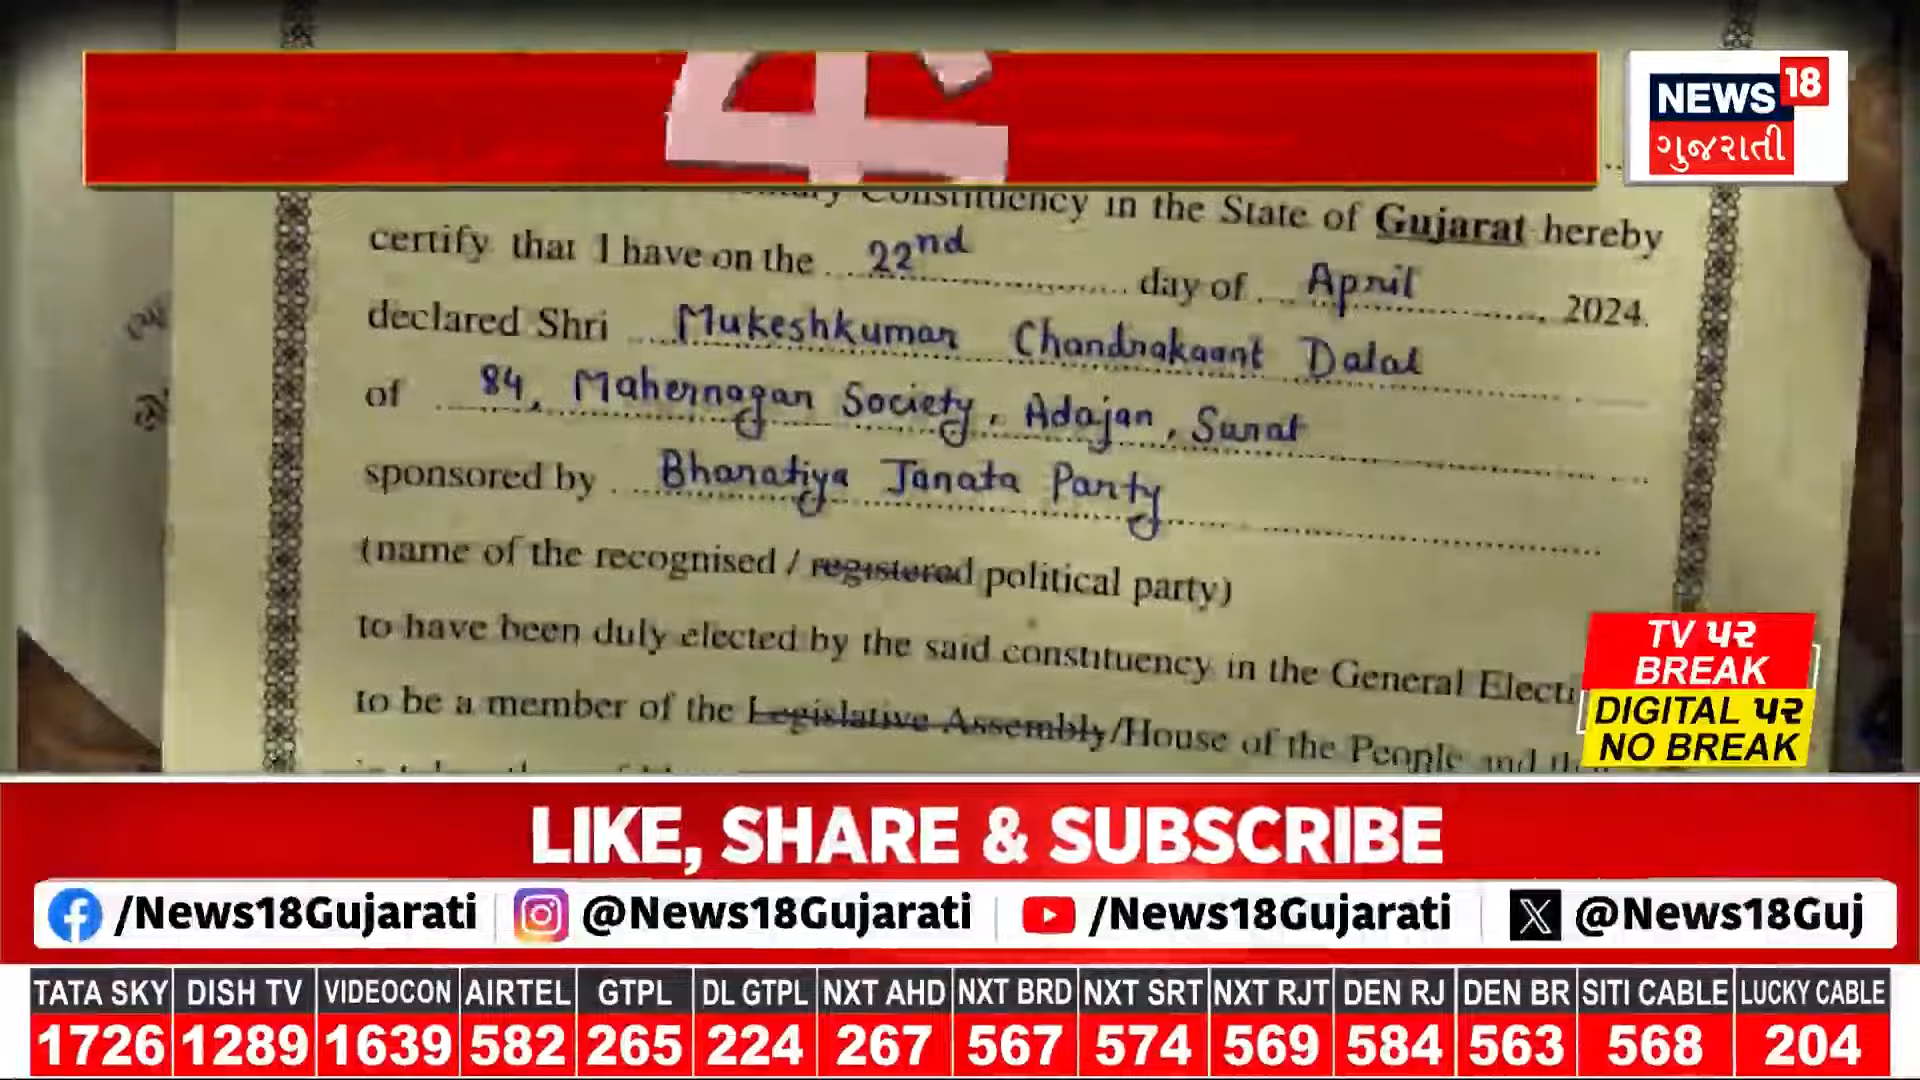 NEWS 18
ગુજરાતી
Constituency in the State of Gujarat hereby
certify that I have on the 22nd day of April, 2024.
declared Shri Mukeshkumar Chandrakaant Dalal
of 84, Mahernagar Society, Adajan, Surat
sponsored by Bharatiya Janata Party
(name of the recognised / registered political party)
to have been duly elected by the said constituency in the General
to be a member of the Legislative Assembly/House of the People and
TV પર
BREAK
DIGITAL પર
NO BREAK
LIKE, SHARE & SUBSCRIBE
/News18Gujarati @News18Gujarati /News18Gujarati @News18Guj
TATA SKY DISH TV VIDEOCON AIRTEL GTPL DL GTPL NXT AHD NXT BRD NXT SRT NXT RJT DEN RJ DEN BR SITI CABLE LUCKY CABLE
1726 1289 1639 582 265 224 267 567 574 569 584 563 568 204